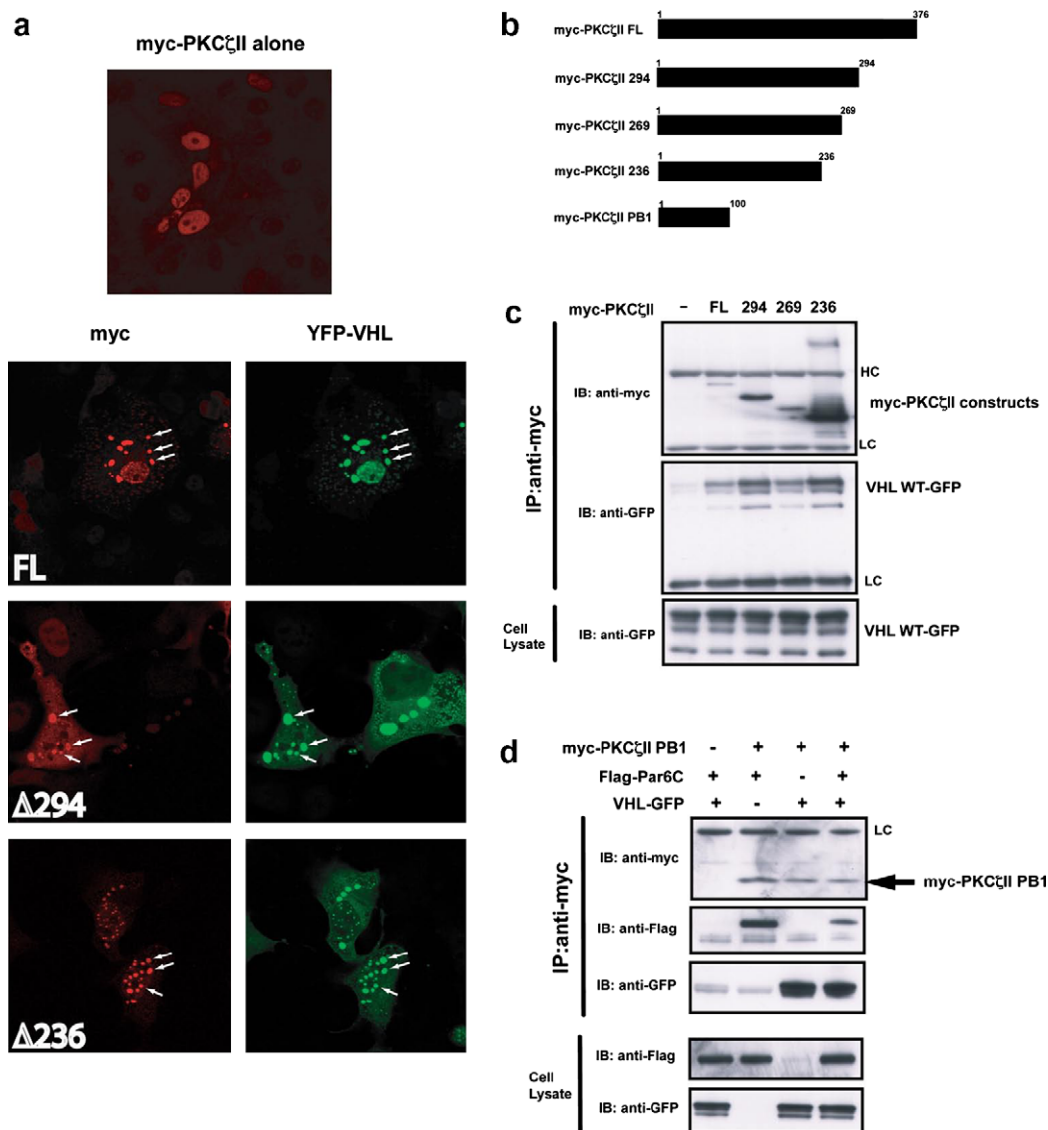 a
myc-PKCζII alone
myc YFP-VHL
FL
Δ294
Δ236
b
myc-PKCζII FL 1 376
myc-PKCζII 294 1 294
myc-PKCζII 269 1 269
myc-PKCζII 236 1 236
myc-PKCζII PB1 1 100
c
myc-PKCζII – FL 294 269 236
IP:anti-myc
IB: anti-myc
HC
myc-PKCζII constructs
LC
IB: anti-GFP
VHL WT-GFP
LC
Cell
Lysate
IB: anti-GFP
VHL WT-GFP
d
myc-PKCζII PB1 - + + +
Flag-Par6C + + - +
VHL-GFP + - + +
IP:anti-myc
IB: anti-myc
LC
myc-PKCζII PB1
IB: anti-Flag
IB: anti-GFP
Cell
Lysate
IB: anti-Flag
IB: anti-GFP